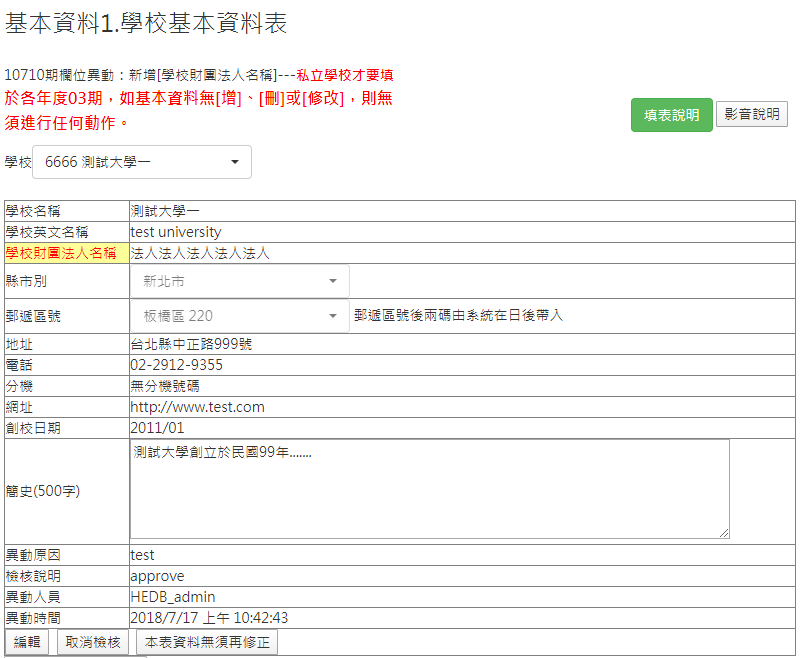 基本資料1.學校基本資料表
10710期欄位異動：新增[學校財團法人名稱]---私立學校才要填
於各年度03期，如基本資料無[增]、[刪]或[修改]，則無
須進行任何動作。
填表說明 影音說明
學校 6666 測試大學一
學校名稱 測試大學一
學校英文名稱 test university
學校財團法人名稱 法人法人法人法人法人
縣市別 新北市
郵遞區號 板橋區 220 郵遞區號後兩碼由系統在日後帶入
地址 台北縣中正路999號
電話 02-2912-9355
分機 無分機號碼
網址 http://www.test.com
創校日期 2011/01
簡史(500字) 測試大學創立於民國99年.......
異動原因 test
檢核說明 approve
異動人員 HEDB_admin
異動時間 2018/7/17 上午 10:42:43
編輯 取消檢核 本表資料無須再修正